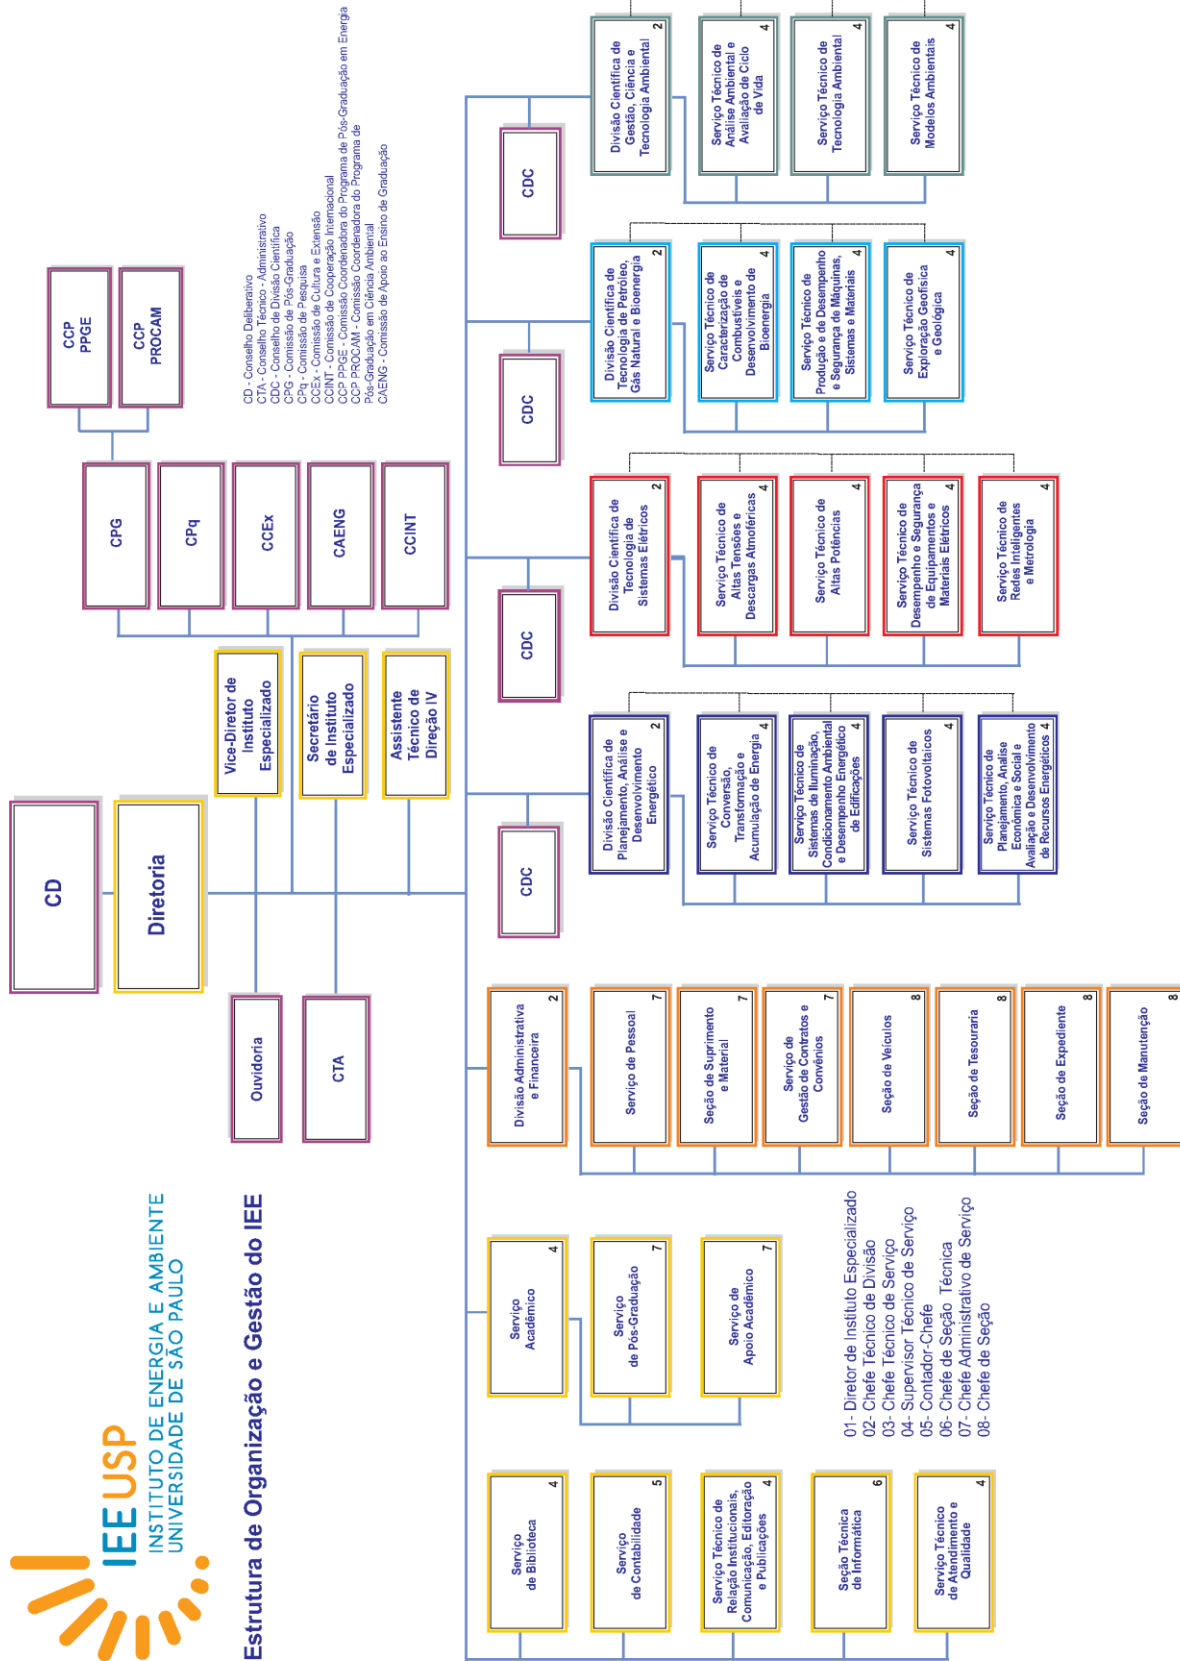 IEE USP
INSTITUTO DE ENERGIA E AMBIENTE
UNIVERSIDADE DE SÃO PAULO
Estrutura de Organização e Gestão do IEE
CD
Diretoria
Ouvidoria
CTA
Vice-Diretor de
Instituto
Especializado
Secretário
de Instituto
Especializado
Assistente
Técnico de
Direção IV
CPG
CPq
CCEx
CAENG
CCINT
CCP
PPGE
CCP
PROCAM
CD - Conselho Deliberativo
CTA - Conselho Técnico - Administrativo
CDC - Conselho de Divisão Científica
CPG - Comissão de Pós-Graduação
CPq - Comissão de Pesquisa
CCEx - Comissão de Cultura e Extensão
CCINT - Comissão de Cooperação Internacional
CCP PPGE - Comissão Coordenadora do Programa de Pós-Graduação em Energia
CCP PROCAM - Comissão Coordenadora do Programa de
Pós-Graduação em Ciência Ambiental
CAENG - Comissão de Apoio ao Ensino de Graduação
Serviço
de Biblioteca
4
Serviço
de Contabilidade
5
Serviço Técnico de
Relação Institucionais,
Comunicação, Editoração
e Publicações
4
Seção Técnica
de Informática
6
Serviço Técnico
de Atendimento e
Qualidade
4
Serviço
Acadêmico
4
Serviço
de Pós-Graduação
7
Serviço de
Apoio Acadêmico
7
01- Diretor de Instituto Especializado
02- Chefe Técnico de Divisão
03- Chefe Técnico de Serviço
04- Supervisor Técnico de Serviço
05- Contador-Chefe
06- Chefe de Seção Técnica
07- Chefe Administrativo de Serviço
08- Chefe de Seção
Divisão Administrativa
e Financeira
2
Serviço de Pessoal
7
Seção de Suprimento
e Material
7
Serviço de
Gestão de Contratos e
Convênios
7
Seção de Veículos
8
Seção de Tesouraria
8
Seção de Expediente
8
Seção de Manutenção
8
CDC
Divisão Científica de
Planejamento, Análise e
Desenvolvimento
Energético
2
Serviço Técnico de
Conversão,
Transformação e
Acumulação de Energia
4
Serviço Técnico de
Sistemas de Iluminação,
Condicionamento Ambiental
e Desempenho Energético
de Edificações
4
Serviço Técnico de
Sistemas Fotovoltaicos
4
Serviço Técnico de
Planejamento, Analise
Econômica e Social e
Avaliação e Desenvolvimento
de Recursos Energéticos
4
CDC
Divisão Científica de
Tecnologia de
Sistemas Elétricos
2
Serviço Técnico de
Altas Tensões e
Descargas Atmoféricas
4
Serviço Técnico de
Altas Potências
4
Serviço Técnico de
Desempenho e Segurança
de Equipamentos e
Materiais Elétricos
4
Serviço Técnico de
Redes Inteligentes
e Metrologia
4
CDC
Divisão Científica de
Tecnologia de Petróleo,
Gás Natural e Bioenergia
2
Serviço Técnico de
Caracterização de
Combustíveis e
Desenvolvimento de
Bioenergia
4
Serviço Técnico de
Produção e de Desempenho
e Segurança de Máquinas,
Sistemas e Materiais
4
Serviço Técnico de
Exploração Geofísica
e Geológica
4
CDC
Divisão Científica de
Gestão, Ciência e
Tecnologia Ambiental
2
Serviço Técnico de
Análise Ambiental e
Avaliação de Ciclo
de Vida
4
Serviço Técnico de
Tecnologia Ambiental
4
Serviço Técnico de
Modelos Ambientais
4